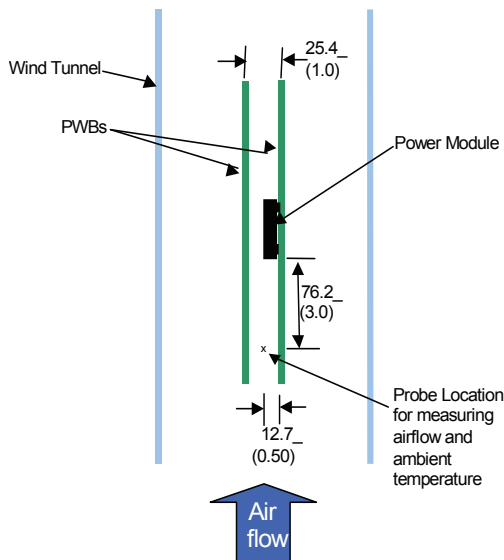 25.4_
(1.0)
Wind Tunnel
PWBs
Power Module
76.2_
(3.0)
x
Probe Location
for measuring
airflow and
ambient
temperature
12.7_
(0.50)
Air
flow